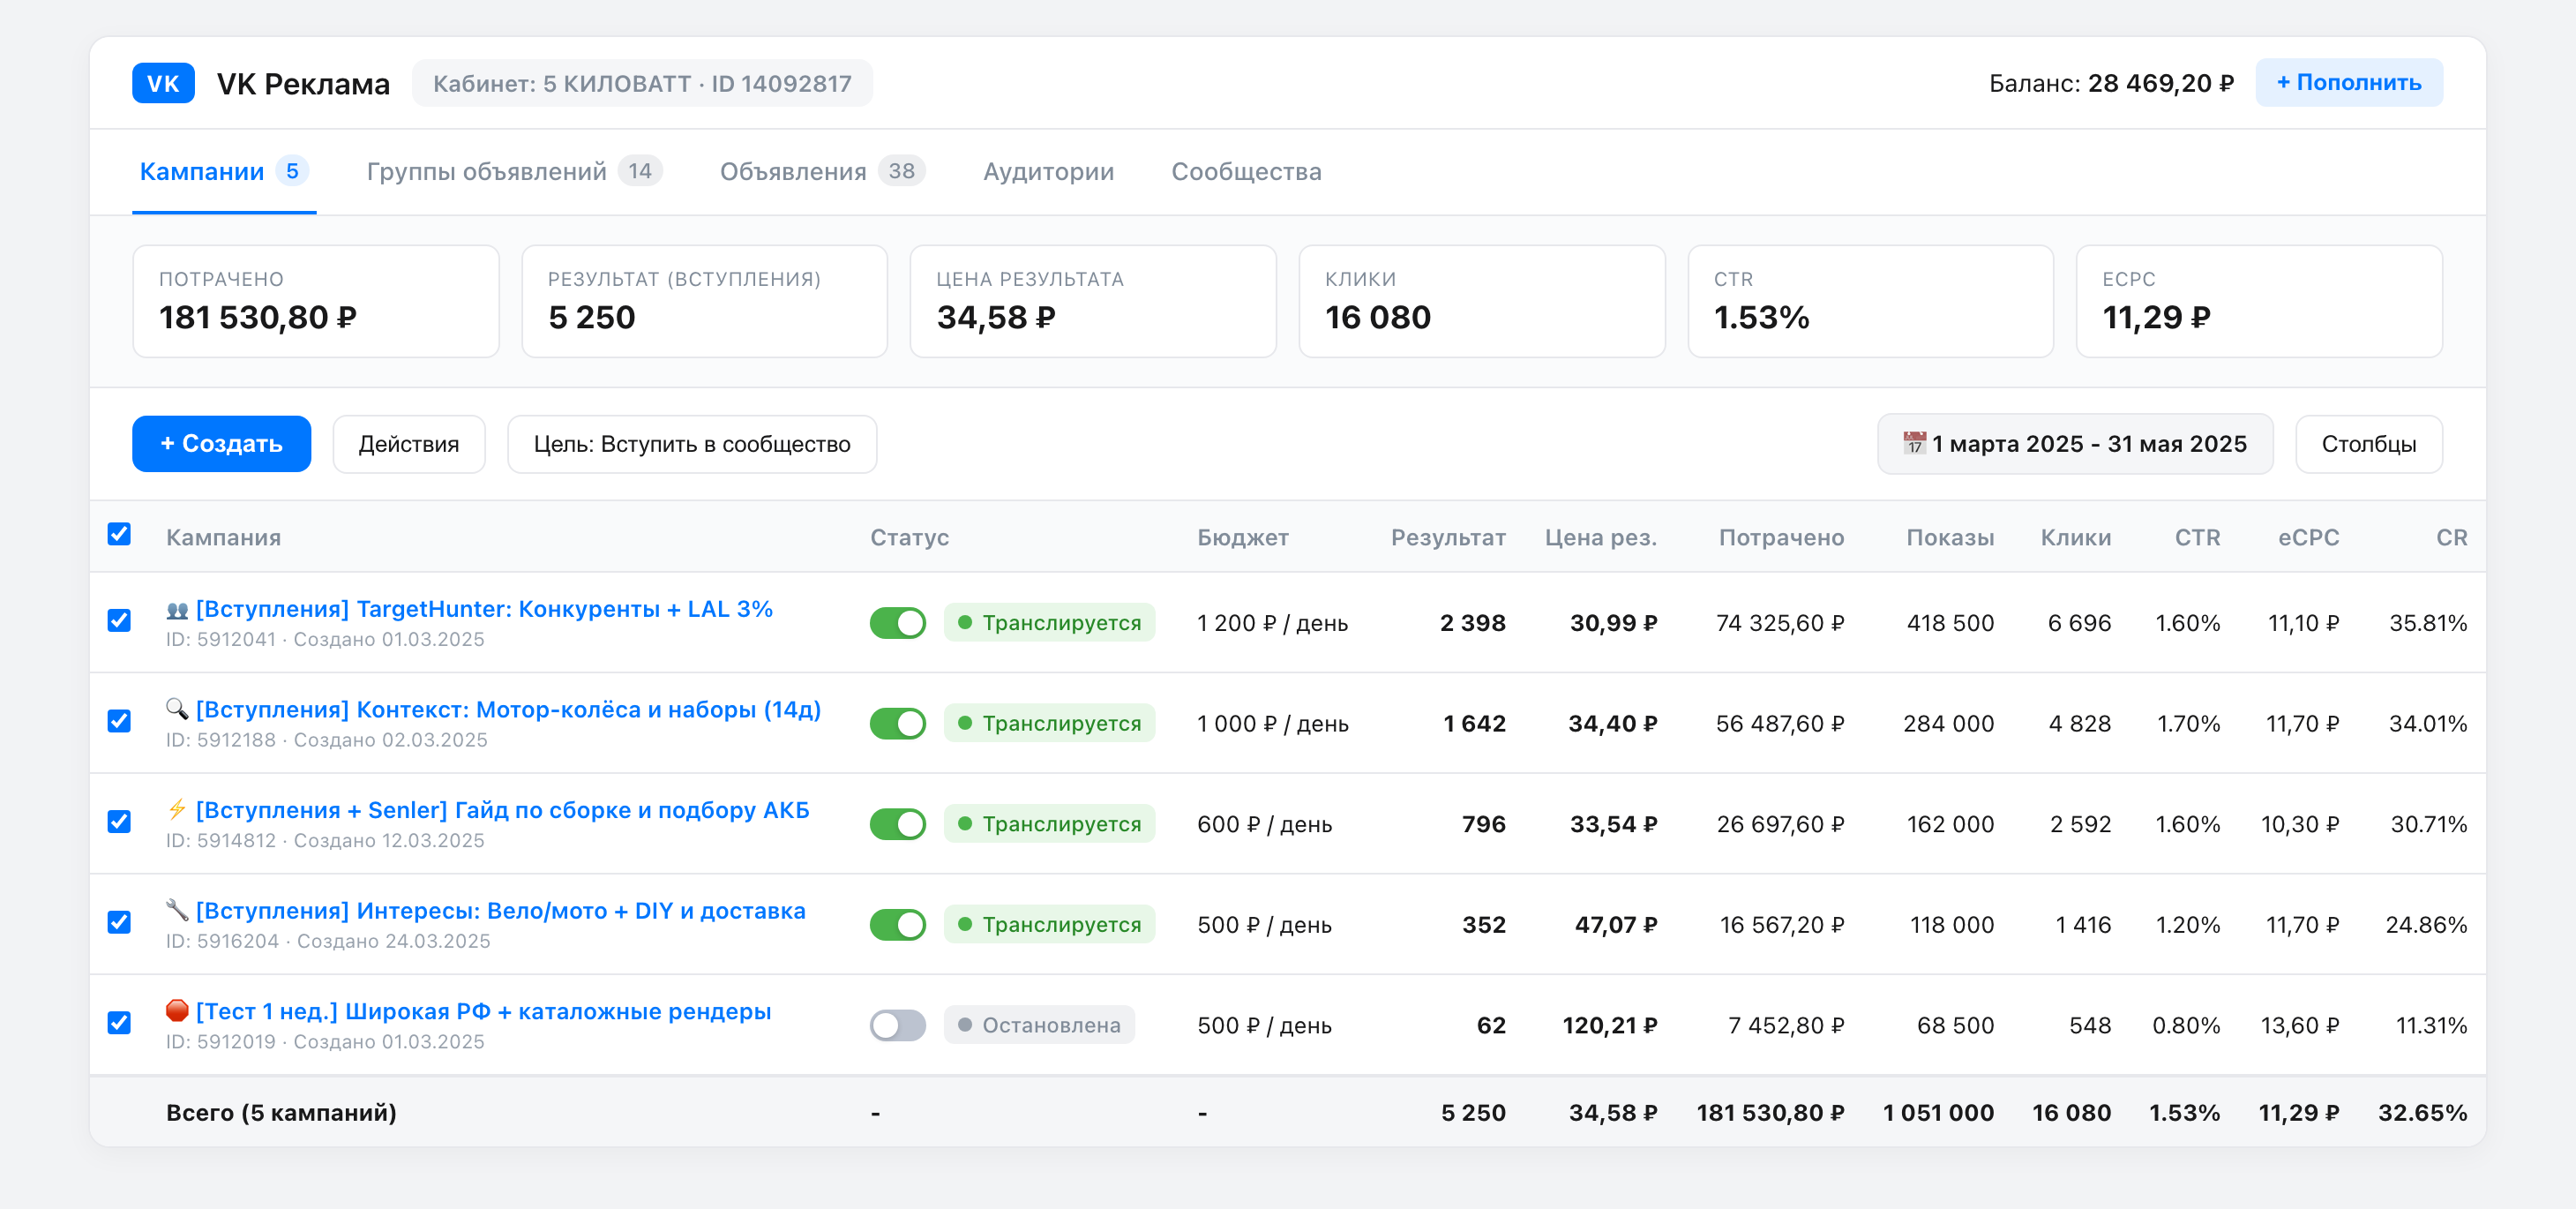 VK VK Реклама Кабинет: 5 КИЛОВАТТ · ID 14092817 Баланс: 28 469,20 ₽ + Пополнить
Кампании 5 Группы объявлений 14 Объявления 38 Аудитории Сообщества
ПОТРАЧЕНО РЕЗУЛЬТАТ (ВСТУПЛЕНИЯ) ЦЕНА РЕЗУЛЬТАТА КЛИКИ CTR ECPC
181 530,80 ₽ 5 250 34,58 ₽ 16 080 1.53% 11,29 ₽
+ Создать Действия Цель: Вступить в сообщество 📅 1 марта 2025 - 31 мая 2025 Столбцы
Кампания Статус Бюджет Результат Цена рез. Потрачено Показы Клики CTR eCPC CR
👥 [Вступления] TargetHunter: Конкуренты + LAL 3% Транслируется 1 200 ₽ / день 2 398 30,99 ₽ 74 325,60 ₽ 418 500 6 696 1.60% 11,10 ₽ 35.81%
ID: 5912041 · Создано 01.03.2025
🔍 [Вступления] Контекст: Мотор-колёса и наборы (14д) Транслируется 1 000 ₽ / день 1 642 34,40 ₽ 56 487,60 ₽ 284 000 4 828 1.70% 11,70 ₽ 34.01%
ID: 5912188 · Создано 02.03.2025
⚡ [Вступления + Senler] Гайд по сборке и подбору АКБ Транслируется 600 ₽ / день 796 33,54 ₽ 26 697,60 ₽ 162 000 2 592 1.60% 10,30 ₽ 30.71%
ID: 5914812 · Создано 12.03.2025
🔧 [Вступления] Интересы: Вело/мото + DIY и доставка Транслируется 500 ₽ / день 352 47,07 ₽ 16 567,20 ₽ 118 000 1 416 1.20% 11,70 ₽ 24.86%
ID: 5916204 · Создано 24.03.2025
🛑 [Тест 1 нед.] Широкая РФ + каталожные рендеры Остановлена 500 ₽ / день 62 120,21 ₽ 7 452,80 ₽ 68 500 548 0.80% 13,60 ₽ 11.31%
ID: 5912019 · Создано 01.03.2025
Всего (5 кампаний) - - 5 250 34,58 ₽ 181 530,80 ₽ 1 051 000 16 080 1.53% 11,29 ₽ 32.65%